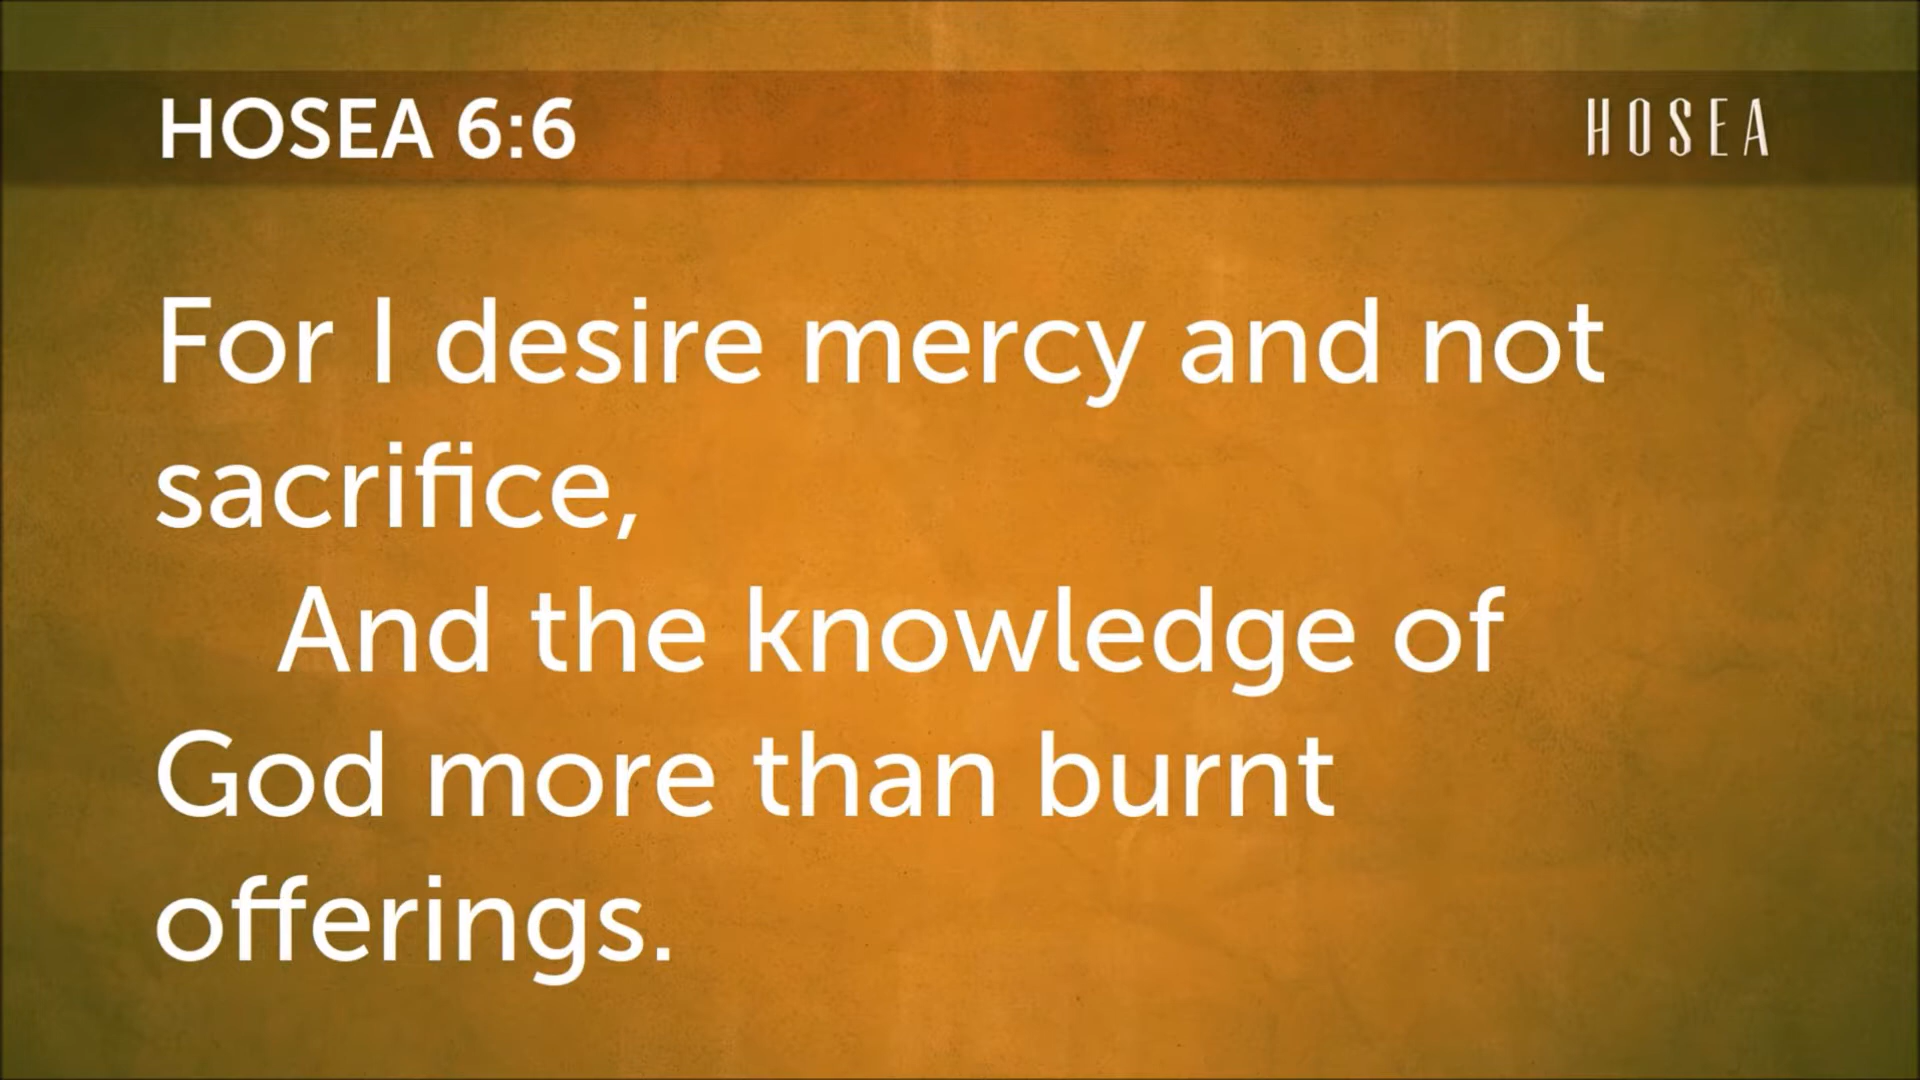 HOSEA 6:6
HOSEA
For I desire mercy and not
sacrifice,
And the knowledge of
God more than burnt
offerings.